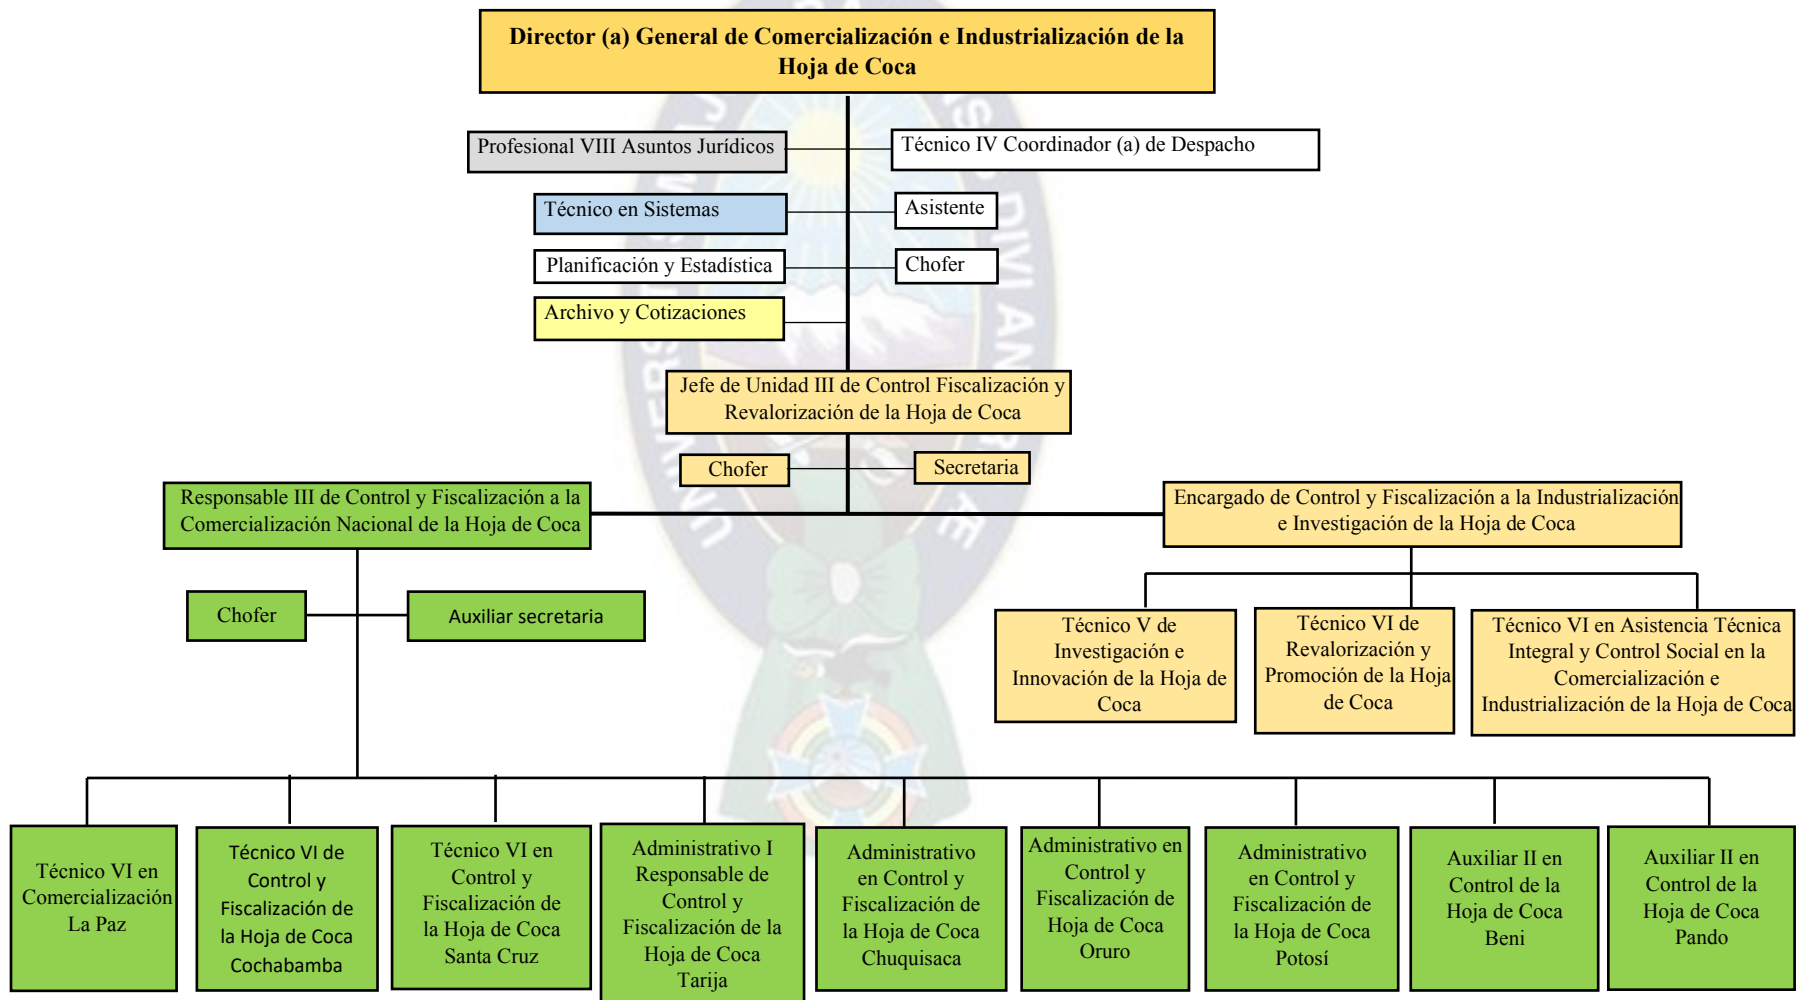 Director (a) General de Comercialización e Industrialización de la
Hoja de Coca
Profesional VIII Asuntos Jurídicos
Técnico IV Coordinador (a) de Despacho
Técnico en Sistemas
Asistente
Planificación y Estadística
Chofer
Archivo y Cotizaciones
Jefe de Unidad III de Control Fiscalización y
Revalorización de la Hoja de Coca
Chofer
Secretaria
Responsable III de Control y Fiscalización a la
Comercialización Nacional de la Hoja de Coca
Encargado de Control y Fiscalización a la Industrialización
e Investigación de la Hoja de Coca
Chofer
Auxiliar secretaria
Técnico V de
Investigación e
Innovación de la Hoja de
Coca
Técnico VI de
Revalorización y
Promoción de la Hoja
de Coca
Técnico VI en Asistencia Técnica
Integral y Control Social en la
Comercialización e
Industrialización de la Hoja de Coca
Técnico VI en
Comercialización
La Paz
Técnico VI de
Control y
Fiscalización de
la Hoja de Coca
Cochabamba
Técnico VI en
Control y
Fiscalización de
la Hoja de Coca
Santa Cruz
Administrativo I
Responsable de
Control y
Fiscalización de la
Hoja de Coca
Tarija
Administrativo
en Control y
Fiscalización de
la Hoja de Coca
Chuquisaca
Administrativo en
Control y
Fiscalización de
Hoja de Coca
Oruro
Administrativo
en Control y
Fiscalización de
la Hoja de Coca
Potosí
Auxiliar II en
Control de la
Hoja de Coca
Beni
Auxiliar II en
Control de la
Hoja de Coca
Pando